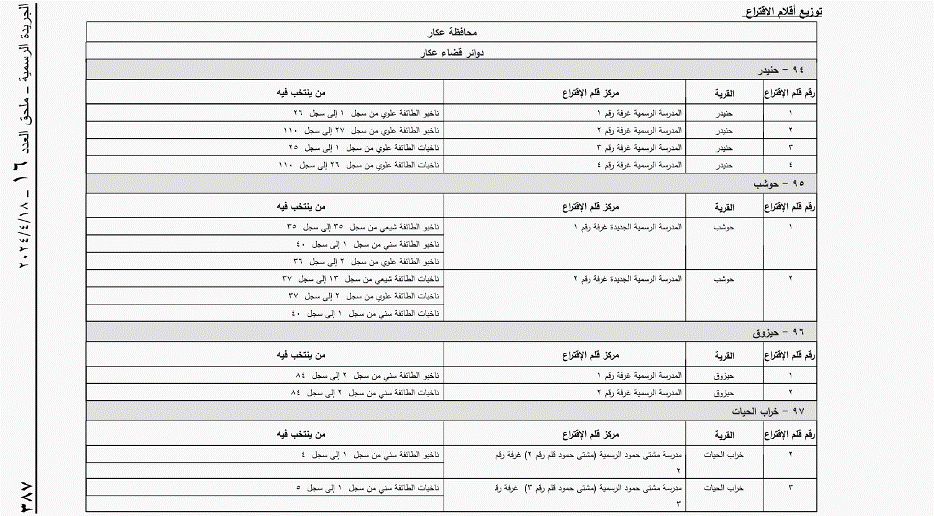 توزيع أقلام الاقتراع
محافظة عكار
دوائر قضاء عكار
٩٤ - حنيدر
رقم قلم الإقتراع القرية مركز قلم الإقتراع من ينتخب فيه
١ حنيدر المدرسة الرسمية غرفة رقم ١ ناخبو الطائفة علوي من سجل ١ إلى سجل ٢٦
٢ حنيدر المدرسة الرسمية غرفة رقم ٢ ناخبو الطائفة علوي من سجل ٢٧ إلى سجل ١١٠
٣ حنيدر المدرسة الرسمية غرفة رقم ٣ ناخبات الطائفة علوي من سجل ١ إلى سجل ٢٥
٤ حنيدر المدرسة الرسمية غرفة رقم ٤ ناخبات الطائفة علوي من سجل ٢٦ إلى سجل ١١٠
٩٥ - حوشب
رقم قلم الإقتراع القرية مركز قلم الإقتراع من ينتخب فيه
١ حوشب المدرسة الرسمية الجديدة غرفة رقم ١ ناخبو الطائفة شيعي من سجل ٣٥ إلى سجل ٣٥
ناخبو الطائفة سني من سجل ١ إلى سجل ٤٠
ناخبو الطائفة علوي من سجل ٢ إلى سجل ٣٦
٢ حوشب المدرسة الرسمية الجديدة غرفة رقم ٢ ناخبات الطائفة شيعي من سجل ١٣ إلى سجل ٣٧
ناخبات الطائفة علوي من سجل ٢ إلى سجل ٣٧
ناخبات الطائفة سني من سجل ١ إلى سجل ٤٠
٩٦ - حيزوق
رقم قلم الإقتراع القرية مركز قلم الإقتراع من ينتخب فيه
١ حيزوق المدرسة الرسمية غرفة رقم ١ ناخبو الطائفة سني من سجل ٢ إلى سجل ٨٤
٢ حيزوق المدرسة الرسمية غرفة رقم ٢ ناخبات الطائفة سني من سجل ٢ إلى سجل ٨٤
٩٧ - خراب الحيات
رقم قلم الإقتراع القرية مركز قلم الإقتراع من ينتخب فيه
٢ خراب الحيات مدرسة مشتى حمود الرسمية (مشتى حمود قلم رقم ٢) غرفة رقم ناخبو الطائفة سني من سجل ١ إلى سجل ٤
٢
٣ خراب الحيات مدرسة مشتى حمود الرسمية (مشتى حمود قلم رقم ٣) غرفة رق ناخبات الطائفة سني من سجل ١ إلى سجل ٥
٣
الجريدة الرسمية - ملحق العدد ١٦ - ٢٠٢٤/٤/١٨
٣٨٧